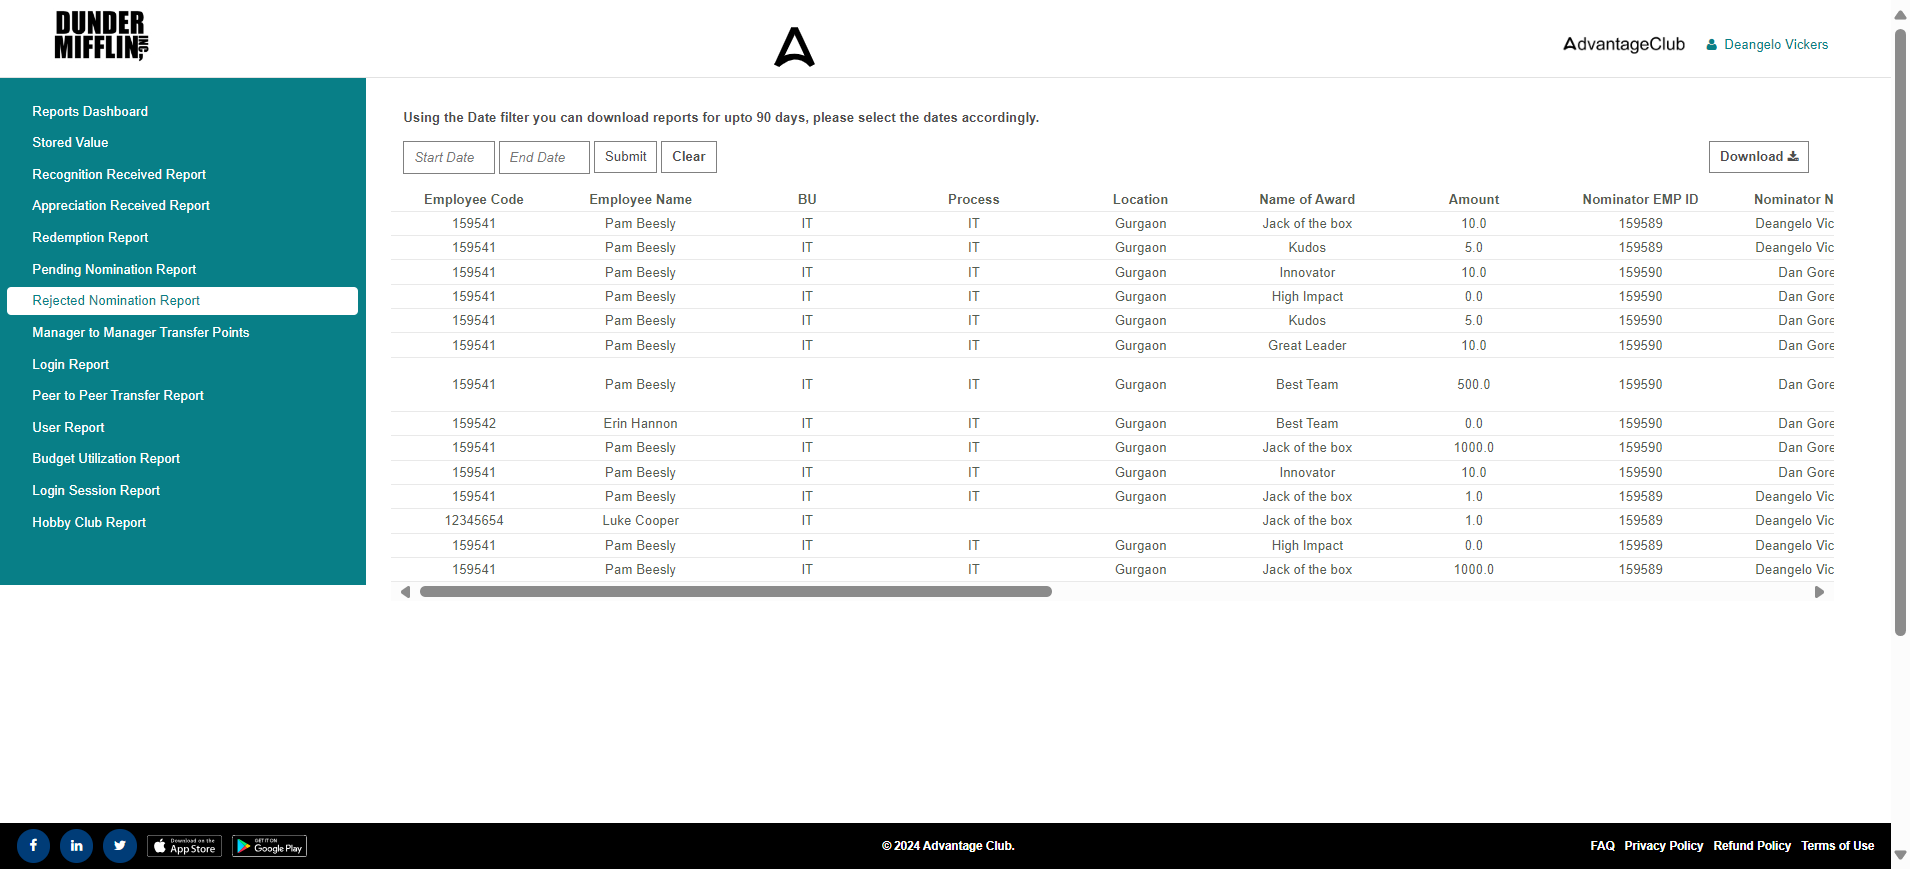 DUNDER
MIFFLIN, INC
AdvantageClub Deangelo Vickers
Reports Dashboard
Stored Value
Recognition Received Report
Appreciation Received Report
Redemption Report
Pending Nomination Report
Rejected Nomination Report
Manager to Manager Transfer Points
Login Report
Peer to Peer Transfer Report
User Report
Budget Utilization Report
Login Session Report
Hobby Club Report
Using the Date filter you can download reports for upto 90 days, please select the dates accordingly.
Start Date End Date Submit Clear Download
Employee Code Employee Name BU Process Location Name of Award Amount Nominator EMP ID Nominator N
159541 Pam Beesly IT IT Gurgaon Jack of the box 10.0 159589 Deangelo Vic
159541 Pam Beesly IT IT Gurgaon Kudos 5.0 159589 Deangelo Vic
159541 Pam Beesly IT IT Gurgaon Innovator 10.0 159590 Dan Gore
159541 Pam Beesly IT IT Gurgaon High Impact 0.0 159590 Dan Gore
159541 Pam Beesly IT IT Gurgaon Kudos 5.0 159590 Dan Gore
159541 Pam Beesly IT IT Gurgaon Great Leader 10.0 159590 Dan Gore
159541 Pam Beesly IT IT Gurgaon Best Team 500.0 159590 Dan Gore
159542 Erin Hannon IT IT Gurgaon Best Team 0.0 159590 Dan Gore
159541 Pam Beesly IT IT Gurgaon Jack of the box 1000.0 159590 Dan Gore
159541 Pam Beesly IT IT Gurgaon Innovator 10.0 159590 Dan Gore
159541 Pam Beesly IT IT Gurgaon Jack of the box 1.0 159589 Deangelo Vic
12345654 Luke Cooper IT Jack of the box 1.0 159589 Deangelo Vic
159541 Pam Beesly IT IT Gurgaon High Impact 0.0 159589 Deangelo Vic
159541 Pam Beesly IT IT Gurgaon Jack of the box 1000.0 159589 Deangelo Vic
Download on the
App Store
GET IT ON
Google Play
© 2024 Advantage Club.
FAQ Privacy Policy Refund Policy Terms of Use